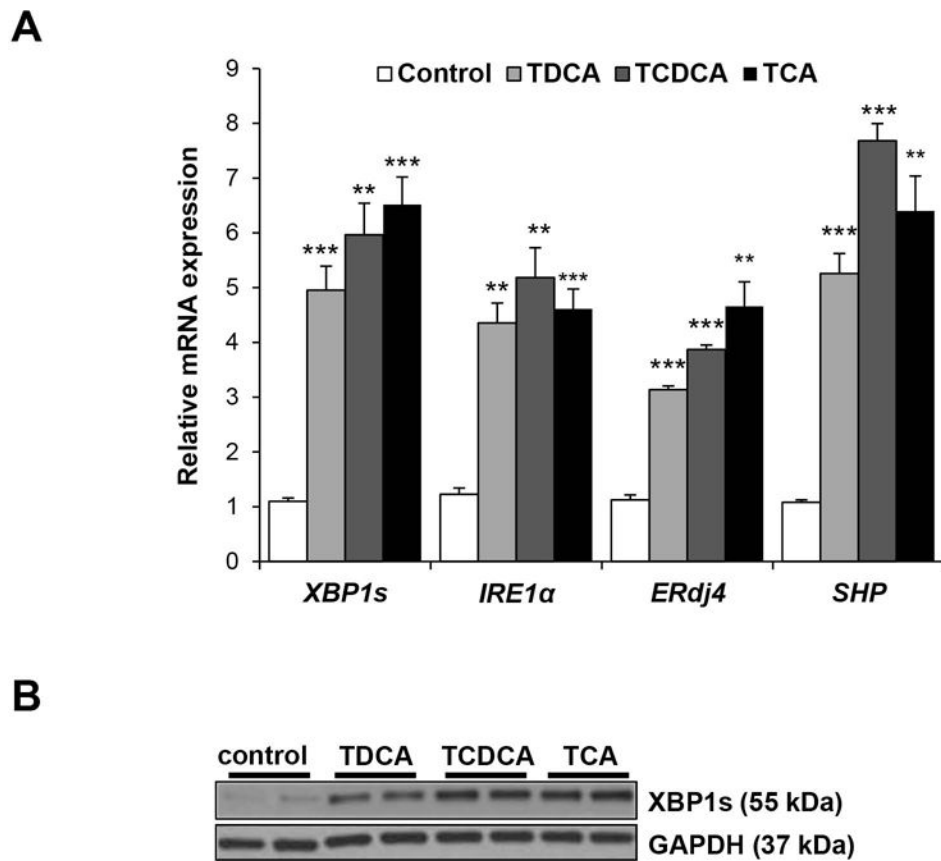 A
Control TDCA TCDCA TCA
Relative mRNA expression
9
8
7
6
5
4
3
2
1
0
*** ** ***
** ** ***
*** *** **
*** *** **
XBP1s IRE1α ERdj4 SHP
B
control TDCA TCDCA TCA
XBP1s (55 kDa)
GAPDH (37 kDa)